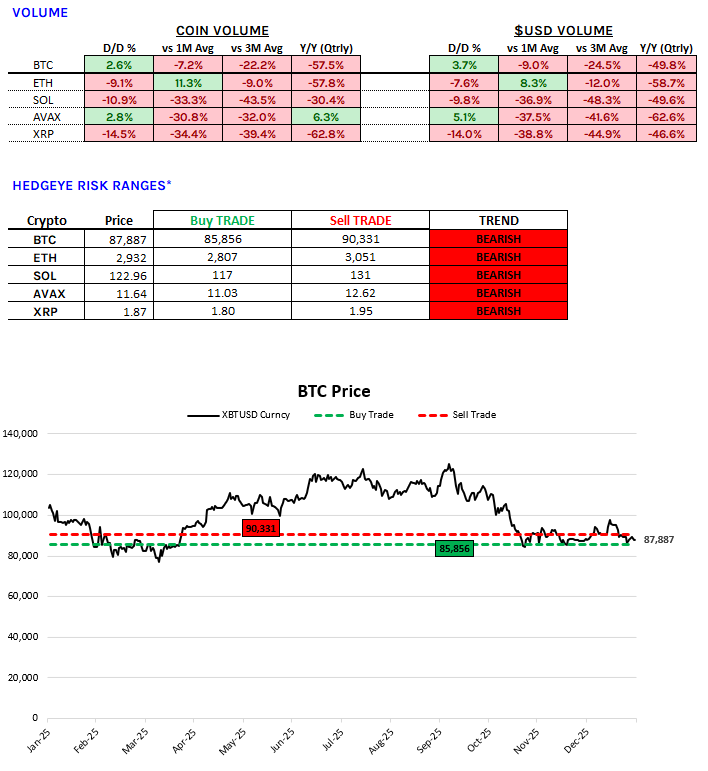 VOLUME
COIN VOLUME $USD VOLUME
D/D % vs 1M Avg vs 3M Avg Y/Y (Qtrly) D/D % vs 1M Avg vs 3M Avg Y/Y (Qtrly)
BTC 2.6% -7.2% -22.2% -57.5% 3.7% -9.0% -24.5% -49.8%
ETH -9.1% 11.3% -9.0% -57.8% -7.6% 8.3% -12.0% -58.7%
SOL -10.9% -33.3% -43.5% -30.4% -9.8% -36.9% -48.3% -49.6%
AVAX 2.8% -30.8% -32.0% 6.3% 5.1% -37.5% -41.6% -62.6%
XRP -14.5% -34.4% -39.4% -62.8% -14.0% -38.8% -44.9% -46.6%
HEDGEYE RISK RANGES*
Crypto Price Buy TRADE Sell TRADE TREND
BTC 87,887 85,856 90,331 BEARISH
ETH 2,932 2,807 3,051 BEARISH
SOL 122.96 117 131 BEARISH
AVAX 11.64 11.03 12.62 BEARISH
XRP 1.87 1.80 1.95 BEARISH
BTC Price
XBTUSD Curncy Buy Trade Sell Trade
140,000
120,000
100,000
90,331
85,856
87,887
80,000
60,000
40,000
20,000
0
Jan-25 Feb-25 Mar-25 Apr-25 May-25 Jun-25 Jul-25 Aug-25 Sep-25 Oct-25 Nov-25 Dec-25